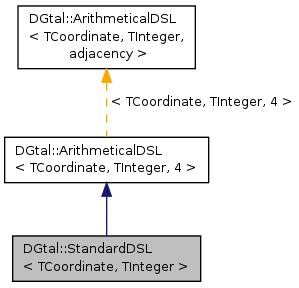 DGtal::ArithmeticalDSL
< TCoordinate, TInteger,
adjacency >
< TCoordinate, TInteger, 4 >
DGtal::ArithmeticalDSL
< TCoordinate, TInteger, 4 >
DGtal::StandardDSL
< TCoordinate, TInteger >